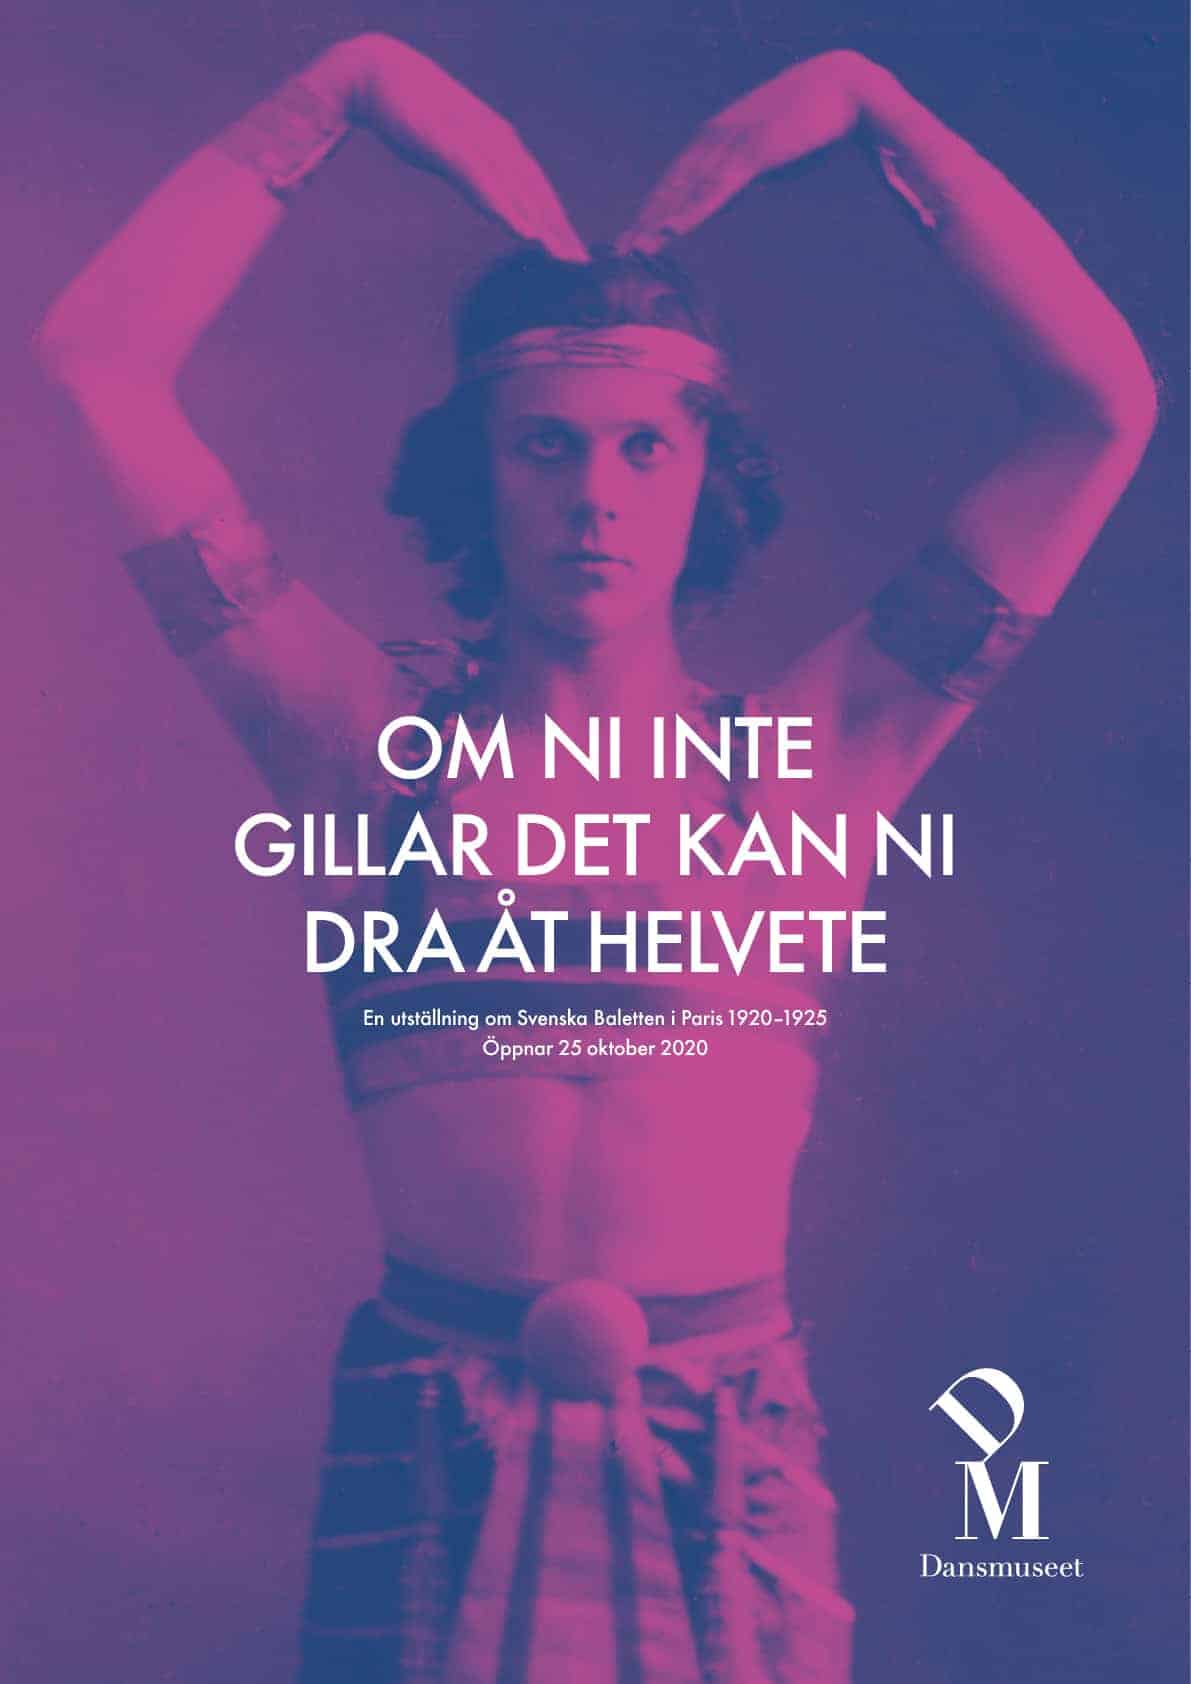 OM NI INTE
GILLAR DET KAN NI
DRA ÅT HELVETE
En utställning om Svenska Baletten i Paris 1920–1925
Öppnar 25 oktober 2020
DM
Dansmuseet